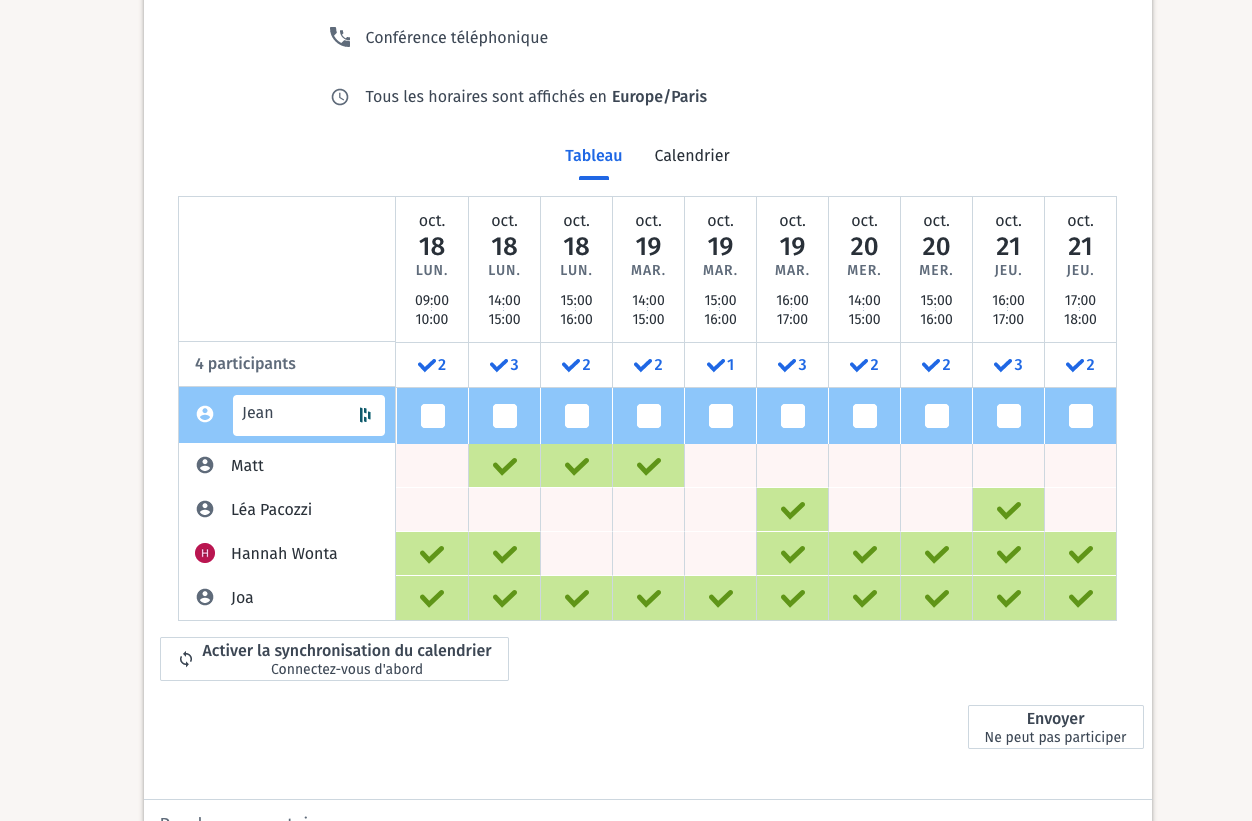 Conférence téléphonique
Tous les horaires sont affichés en Europe/Paris
Tableau Calendrier
oct. oct. oct. oct. oct. oct. oct. oct. oct. oct.
18 18 18 19 19 19 20 20 21 21
LUN. LUN. LUN. MAR. MAR. MAR. MER. MER. JEU. JEU.
09:00 14:00 15:00 14:00 15:00 16:00 14:00 15:00 16:00 17:00
10:00 15:00 16:00 15:00 16:00 17:00 15:00 16:00 17:00 18:00
4 participants 2 3 2 2 1 3 2 2 3 2
Jean
Matt
Léa Pacozzi
H Hannah Wonta
Joa
Activer la synchronisation du calendrier
Connectez-vous d'abord
Envoyer
Ne peut pas participer